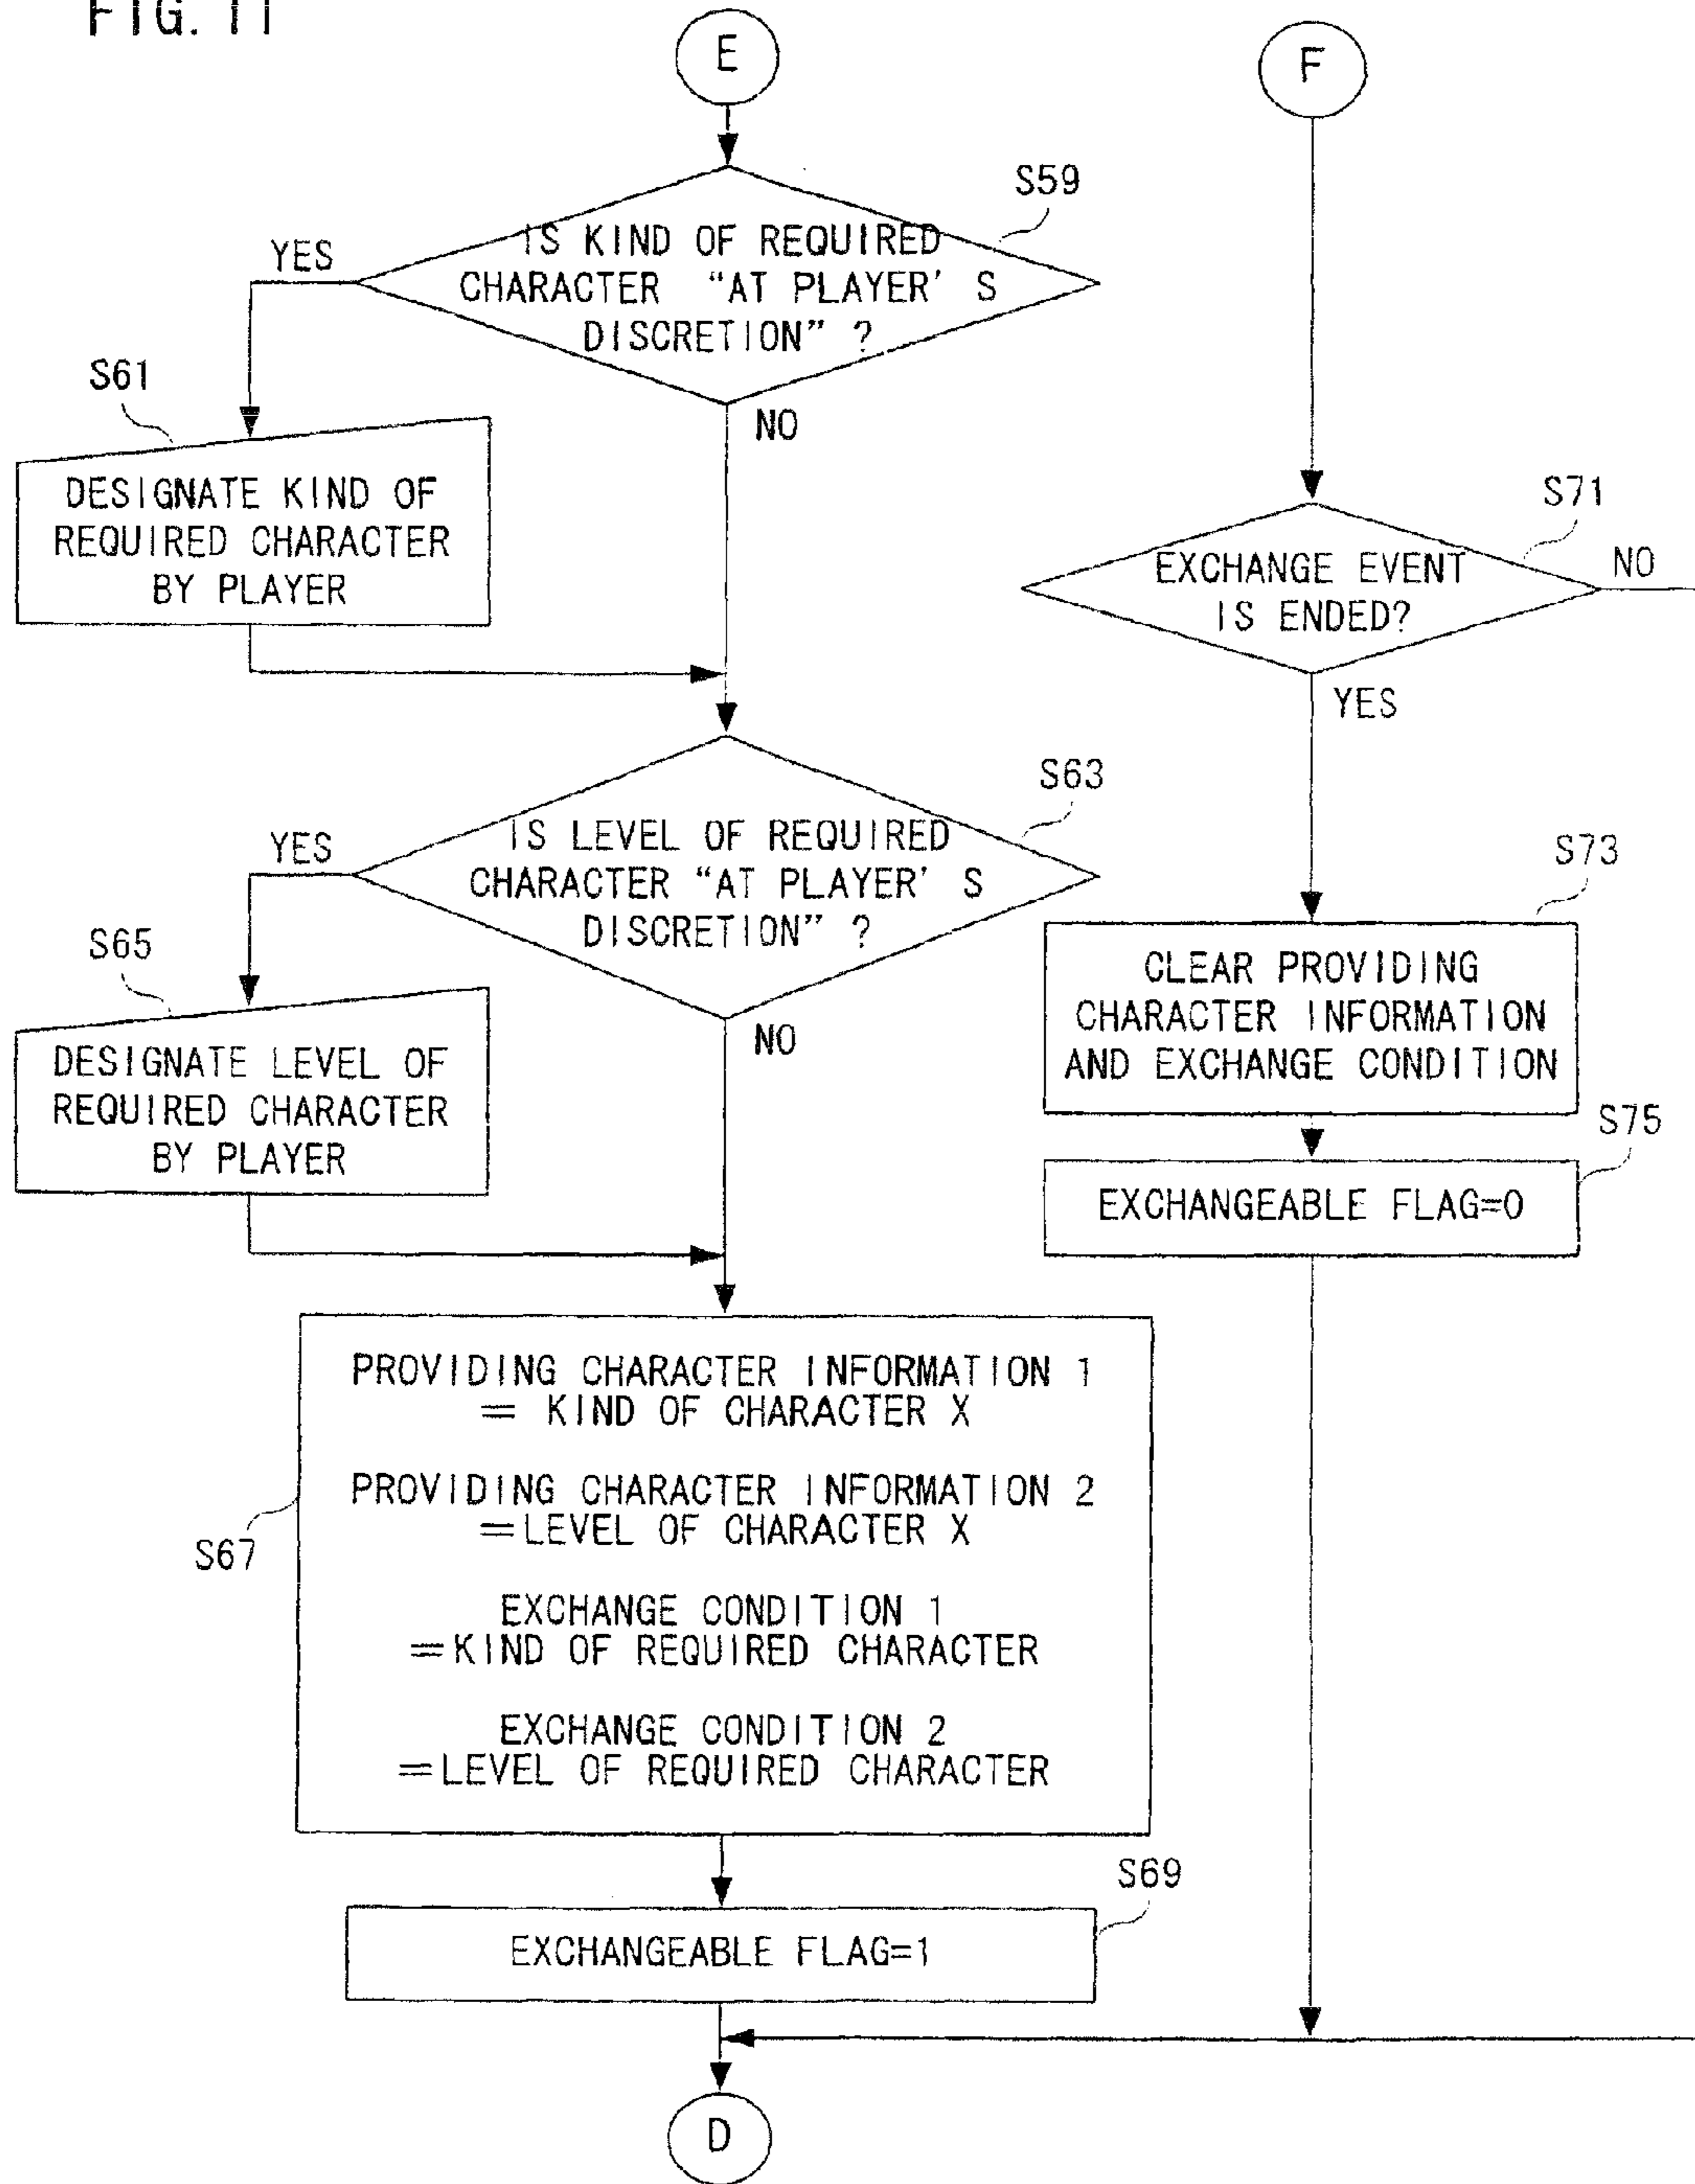 FIG. 11
E
F
S59
IS KIND OF REQUIRED
CHARACTER "AT PLAYER' S
DISCRETION" ?
YES
NO
S61
DESIGNATE KIND OF
REQUIRED CHARACTER
BY PLAYER
S71
EXCHANGE EVENT
IS ENDED?
NO
YES
S63
IS LEVEL OF REQUIRED
CHARACTER "AT PLAYER' S
DISCRETION" ?
YES
NO
S65
DESIGNATE LEVEL OF
REQUIRED CHARACTER
BY PLAYER
S73
CLEAR PROVIDING
CHARACTER INFORMATION
AND EXCHANGE CONDITION
S75
EXCHANGEABLE FLAG=0
S67
PROVIDING CHARACTER INFORMATION 1
= KIND OF CHARACTER X
PROVIDING CHARACTER INFORMATION 2
=LEVEL OF CHARACTER X
EXCHANGE CONDITION 1
=KIND OF REQUIRED CHARACTER
EXCHANGE CONDITION 2
=LEVEL OF REQUIRED CHARACTER
S69
EXCHANGEABLE FLAG=1
D